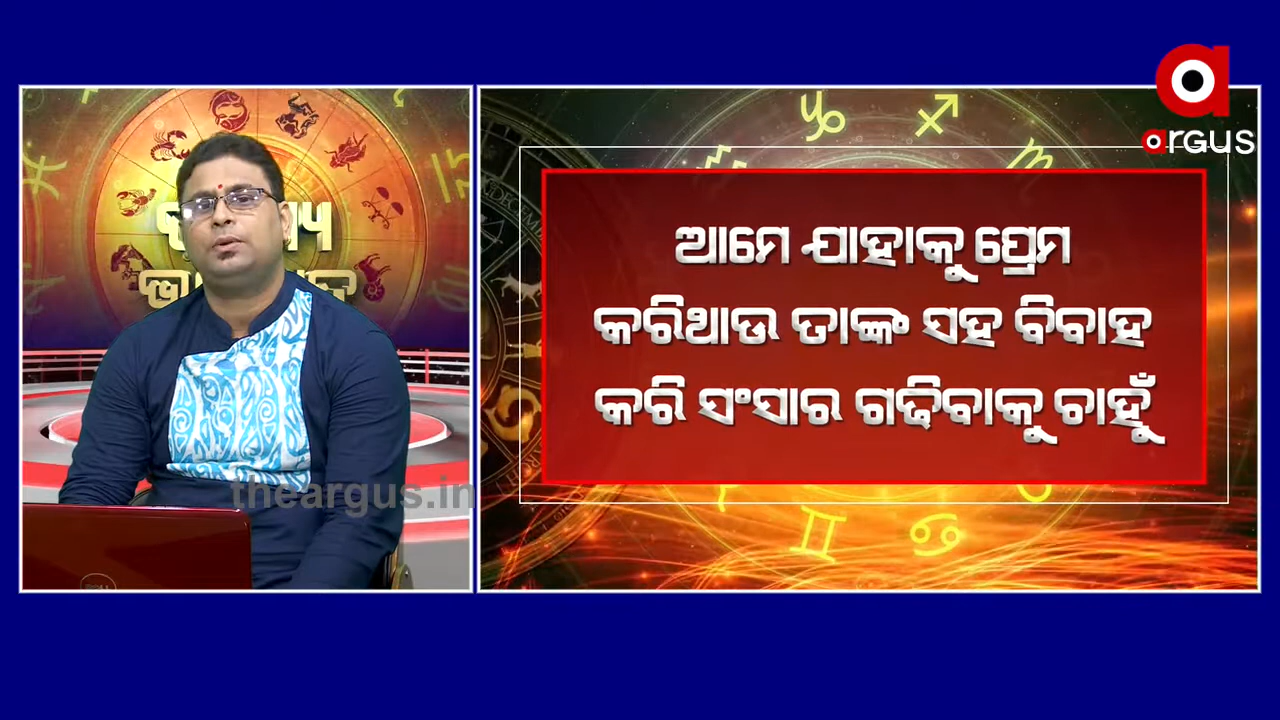 argus
ଆମେ ଯାହାକୁ ପ୍ରେମ
କରିଥାଉ ତାଙ୍କ ସହ ବିବାହ
କରି ସଂସାର ଗଢିବାକୁ ଚାହୁଁ
theargus.in